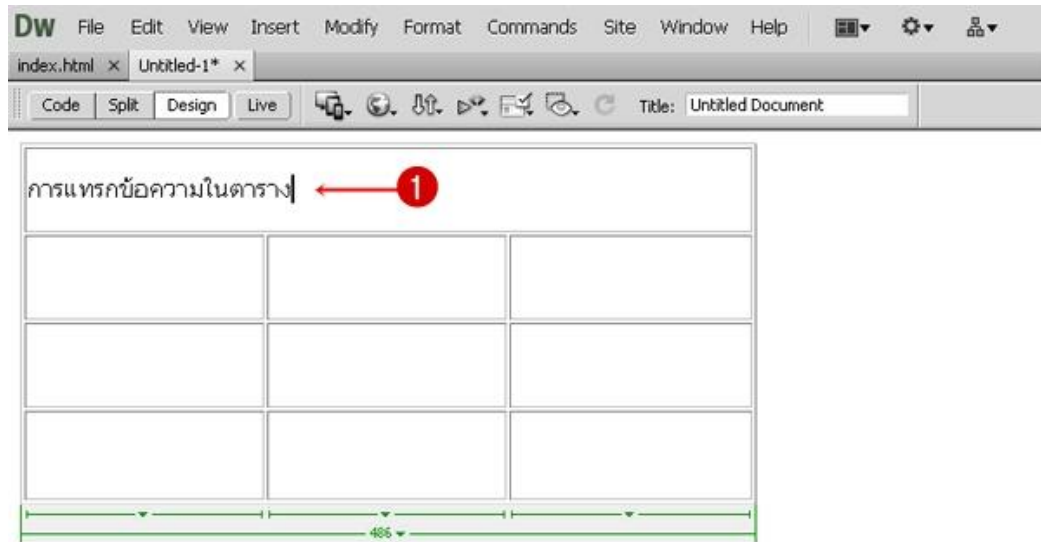 DW File Edit View Insert Modify Format Commands Site Window Help
index.html × Untitled-1* ×
Code Split Design Live Title: Untitled Document
การแทรกข้อความในตาราง 1
486